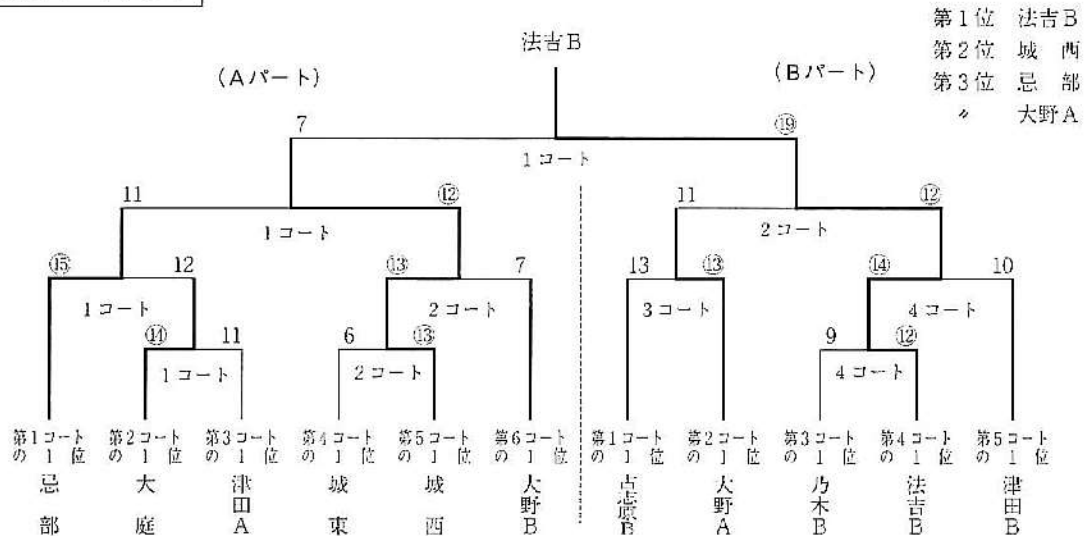 第1位 法吉B
第2位 城西
第3位 忌部
〃 大野A
法吉B
(Aパート)
(Bパート)
7 ⑲
1コート
11 ⑫ 11 ⑫
1コート 2コート
⑮ 12 ⑬ 7 13 ⑬ ⑭ 10
1コート 2コート 3コート 4コート
⑭ 11 6 ⑬ 9 ⑫
1コート 2コート 4コート
第1コートの1位 忌部
第2コートの1位 大庭
第3コートの1位 津田A
第4コートの1位 城東
第5コートの1位 城西
第6コートの1位 大野B
第1コートの1位 古志原B
第2コートの1位 大野A
第3コートの1位 乃木B
第4コートの1位 法吉B
第5コートの1位 津田B